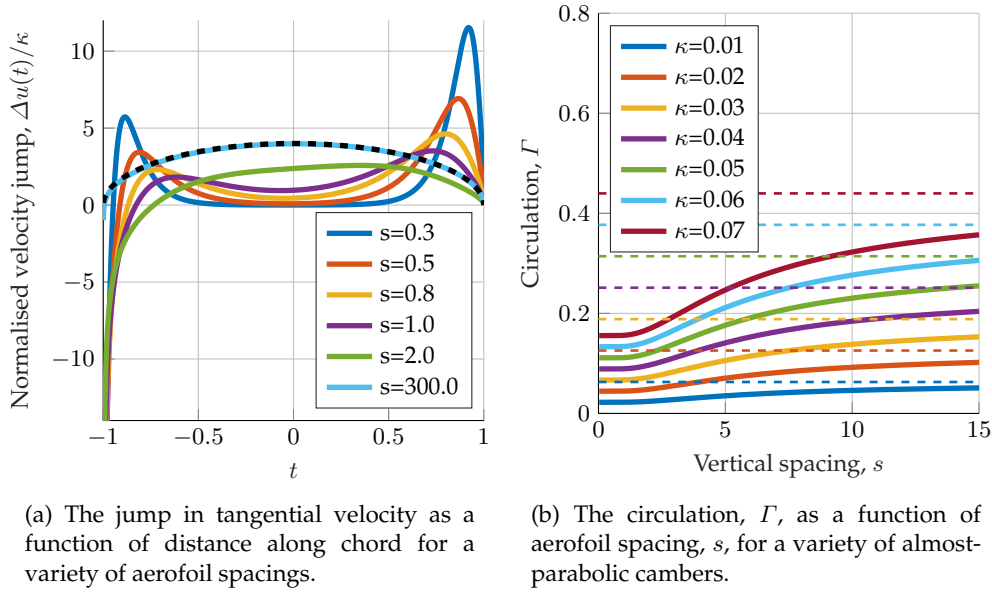 Normalised velocity jump, Δu(t)/κ
10
5
0
−5
−10
s=0.3
s=0.5
s=0.8
s=1.0
s=2.0
s=300.0
−1
−0.5
0
0.5
1
t
(a) The jump in tangential velocity as a
function of distance along chord for a
variety of aerofoil spacings.
Circulation, Γ
0.8
0.6
0.4
0.2
0
κ=0.01
κ=0.02
κ=0.03
κ=0.04
κ=0.05
κ=0.06
κ=0.07
0
5
10
15
Vertical spacing, s
(b) The circulation, Γ, as a function of
aerofoil spacing, s, for a variety of almost-
parabolic cambers.